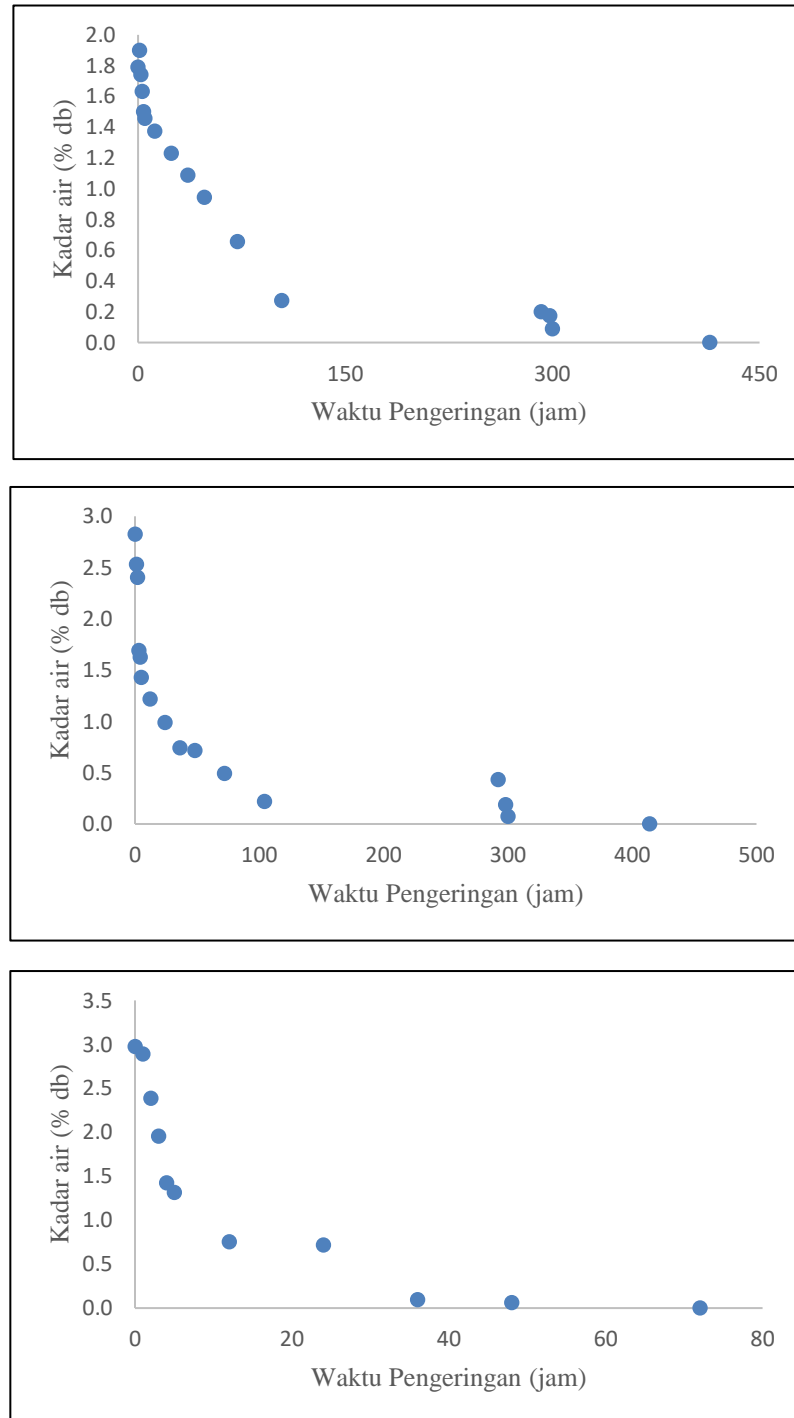 Kadar air (% db)
2.0
1.8
1.6
1.4
1.2
1.0
0.8
0.6
0.4
0.2
0.0
0 150 300 450
Waktu Pengeringan (jam)
Kadar air (% db)
3.0
2.5
2.0
1.5
1.0
0.5
0.0
0 100 200 300 400 500
Waktu Pengeringan (jam)
Kadar air (% db)
3.5
3.0
2.5
2.0
1.5
1.0
0.5
0.0
0 20 40 60 80
Waktu Pengeringan (jam)